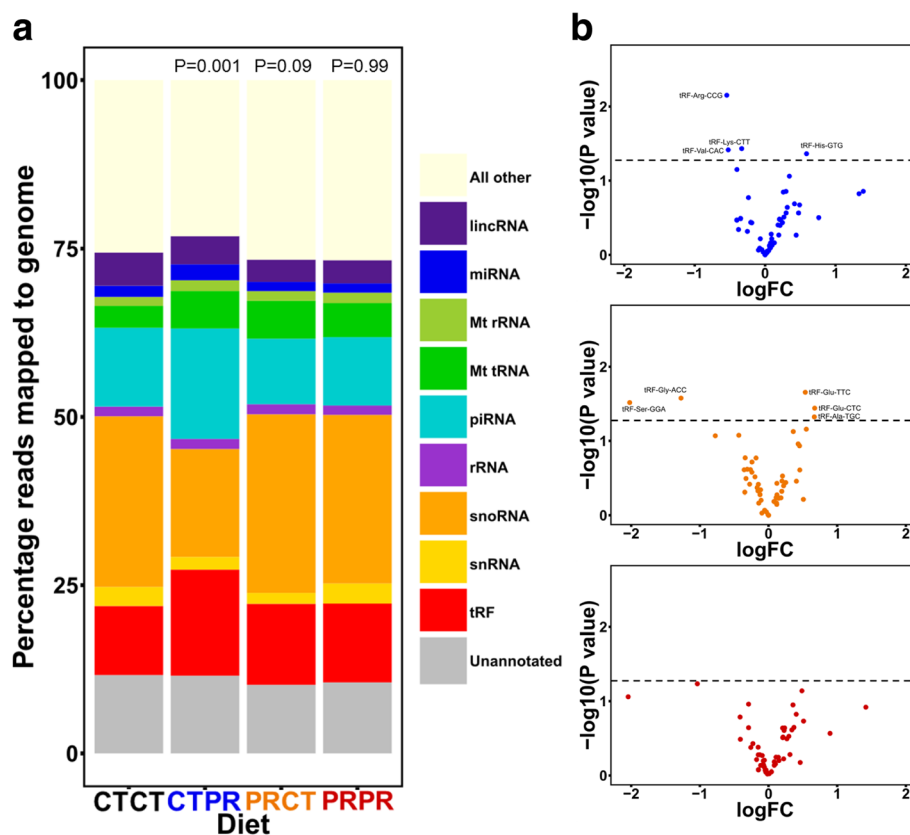 a
P=0.001 P=0.09 P=0.99
Percentage reads mapped to genome
100
75
50
25
0
CTCT CTPR PRCT PRPR
Diet
All other
lincRNA
miRNA
Mt rRNA
Mt tRNA
piRNA
rRNA
snoRNA
snRNA
tRF
Unannotated
b
−log10(P value)
2
1
0
tRF-Arg-CCG
tRF-Lys-CTT
tRF-Val-CAC
tRF-His-GTG
−2 −1 0 1 2
logFC
−log10(P value)
2
1
0
tRF-Gly-ACC
tRF-Ser-GGA
tRF-Glu-TTC
tRF-Glu-CTC
tRF-Ala-TGC
−2 −1 0 1 2
logFC
−log10(P value)
2
1
0
−2 −1 0 1 2
logFC